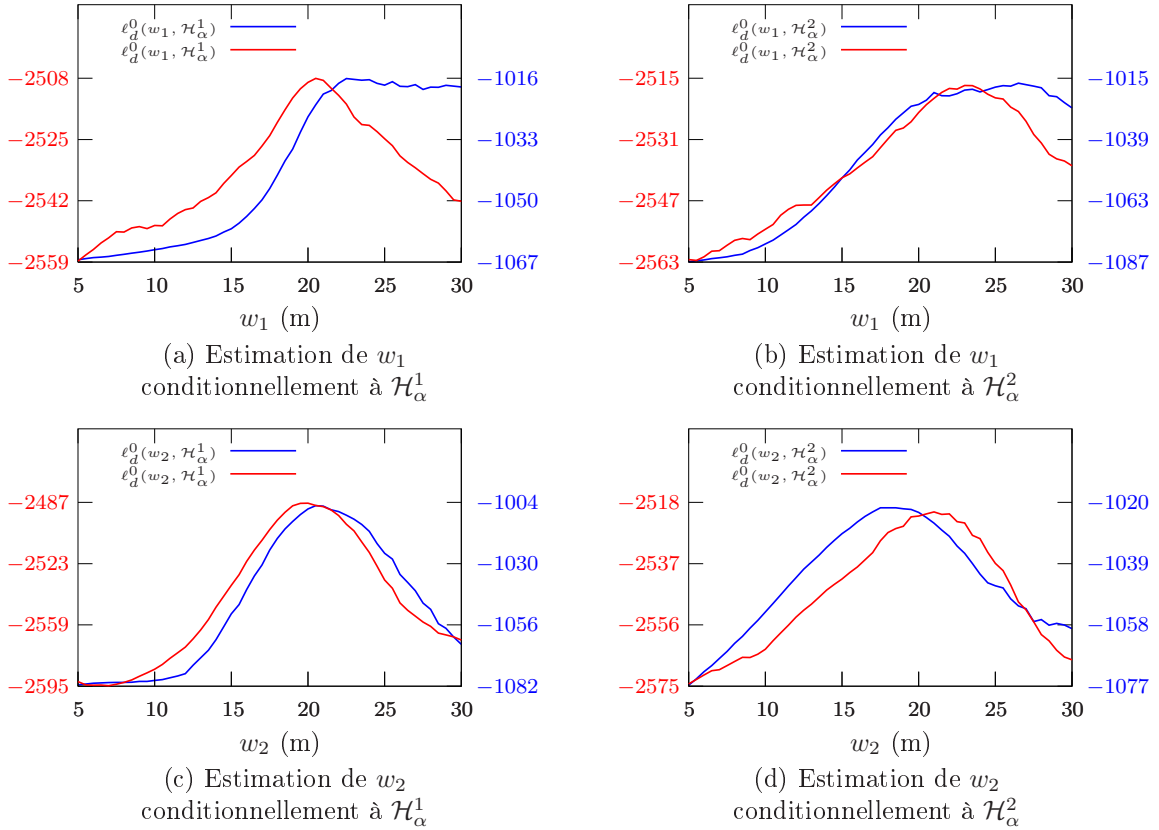 ℓ_d^0(w_1, ℋ_α^1)
ℓ_d^0(w_1, ℋ_α^1)
−2508
−2525
−2542
−2559
−1016
−1033
−1050
−1067
5 10 15 20 25 30
w_1 (m)
(a) Estimation de w_1
conditionnellement à ℋ_α^1
ℓ_d^0(w_1, ℋ_α^2)
ℓ_d^0(w_1, ℋ_α^2)
−2515
−2531
−2547
−2563
−1015
−1039
−1063
−1087
5 10 15 20 25 30
w_1 (m)
(b) Estimation de w_1
conditionnellement à ℋ_α^2
ℓ_d^0(w_2, ℋ_α^1)
ℓ_d^0(w_2, ℋ_α^1)
−2487
−2523
−2559
−2595
−1004
−1030
−1056
−1082
5 10 15 20 25 30
w_2 (m)
(c) Estimation de w_2
conditionnellement à ℋ_α^1
ℓ_d^0(w_2, ℋ_α^2)
ℓ_d^0(w_2, ℋ_α^2)
−2518
−2537
−2556
−2575
−1020
−1039
−1058
−1077
5 10 15 20 25 30
w_2 (m)
(d) Estimation de w_2
conditionnellement à ℋ_α^2